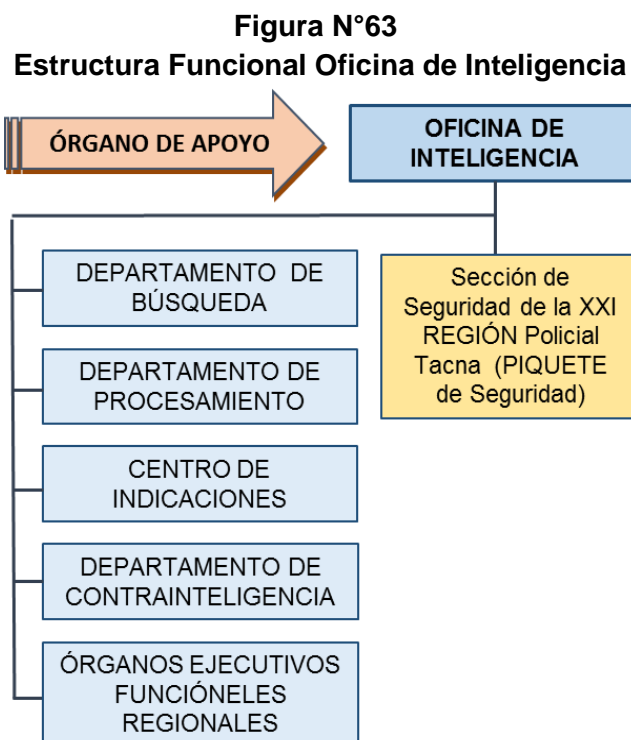 Figura N°63
Estructura Funcional Oficina de Inteligencia
ÓRGANO DE APOYO
OFICINA DE
INTELIGENCIA
DEPARTAMENTO DE
BÚSQUEDA
DEPARTAMENTO DE
PROCESAMIENTO
CENTRO DE
INDICACIONES
DEPARTAMENTO DE
CONTRAINTELIGENCIA
ÓRGANOS EJECUTIVOS
FUNCIÓNELES
REGIONALES
Sección de
Seguridad de la XXI
REGIÓN Policial
Tacna (PIQUETE
de Seguridad)